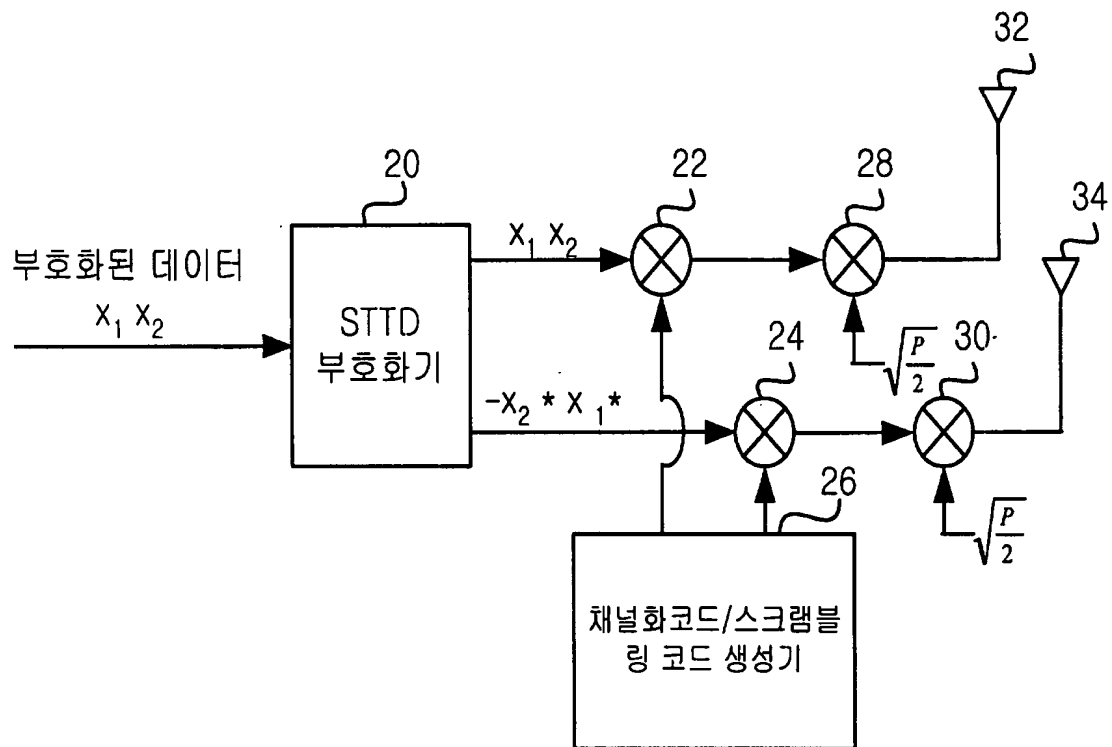 32
20
22
28
34
부호화된 데이터
X₁ X₂
X₁ X₂
STTD
부호화기
24
√(P/2)
30
-X₂* X₁*
26
√(P/2)
채널화코드/스크램블
링 코드 생성기